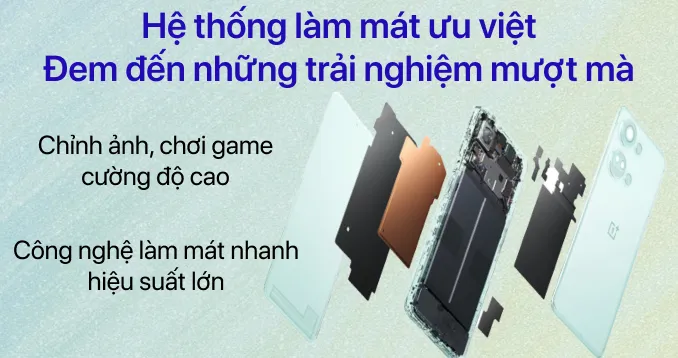 Hệ thống làm mát ưu việt
Đem đến những trải nghiệm mượt mà
Chỉnh ảnh, chơi game
cường độ cao
Công nghệ làm mát nhanh
hiệu suất lớn